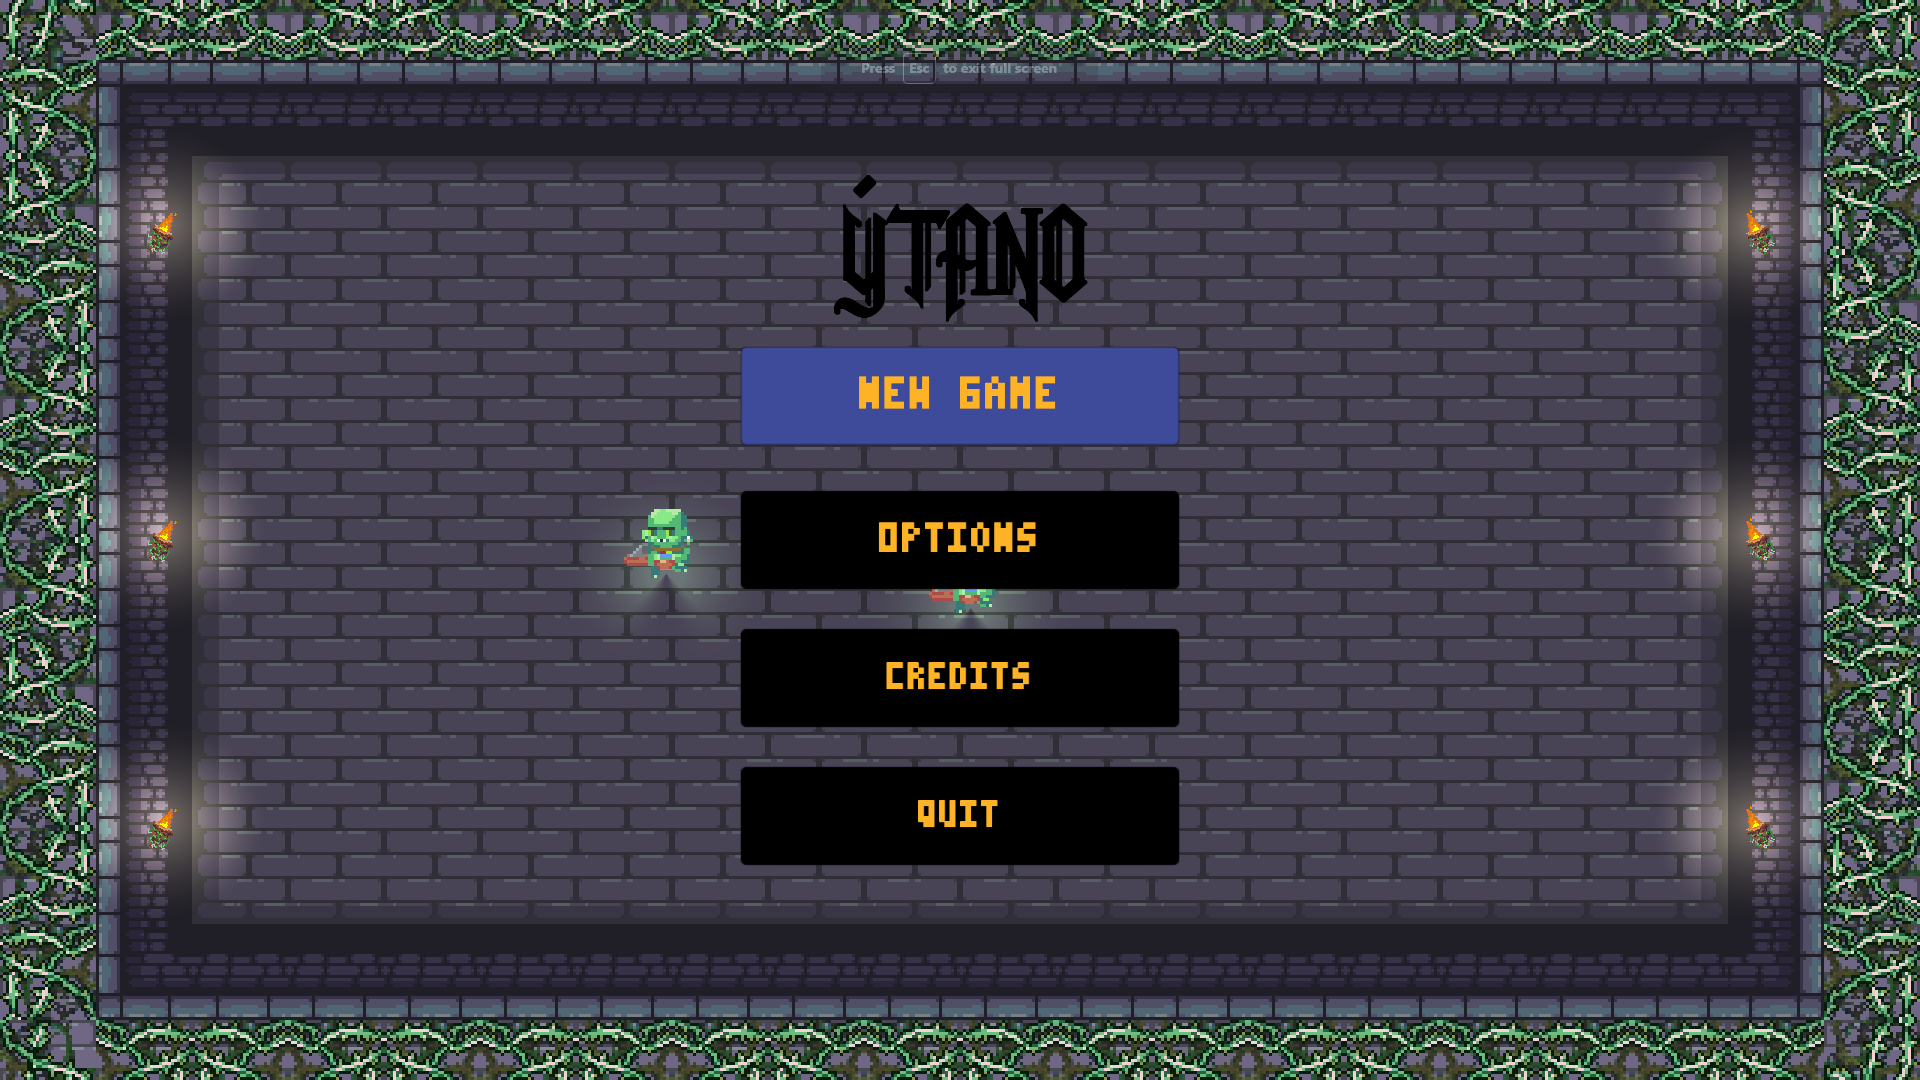 Press Esc to exit full screen
ÝTANO
NEW GAME
OPTIONS
CREDITS
QUIT